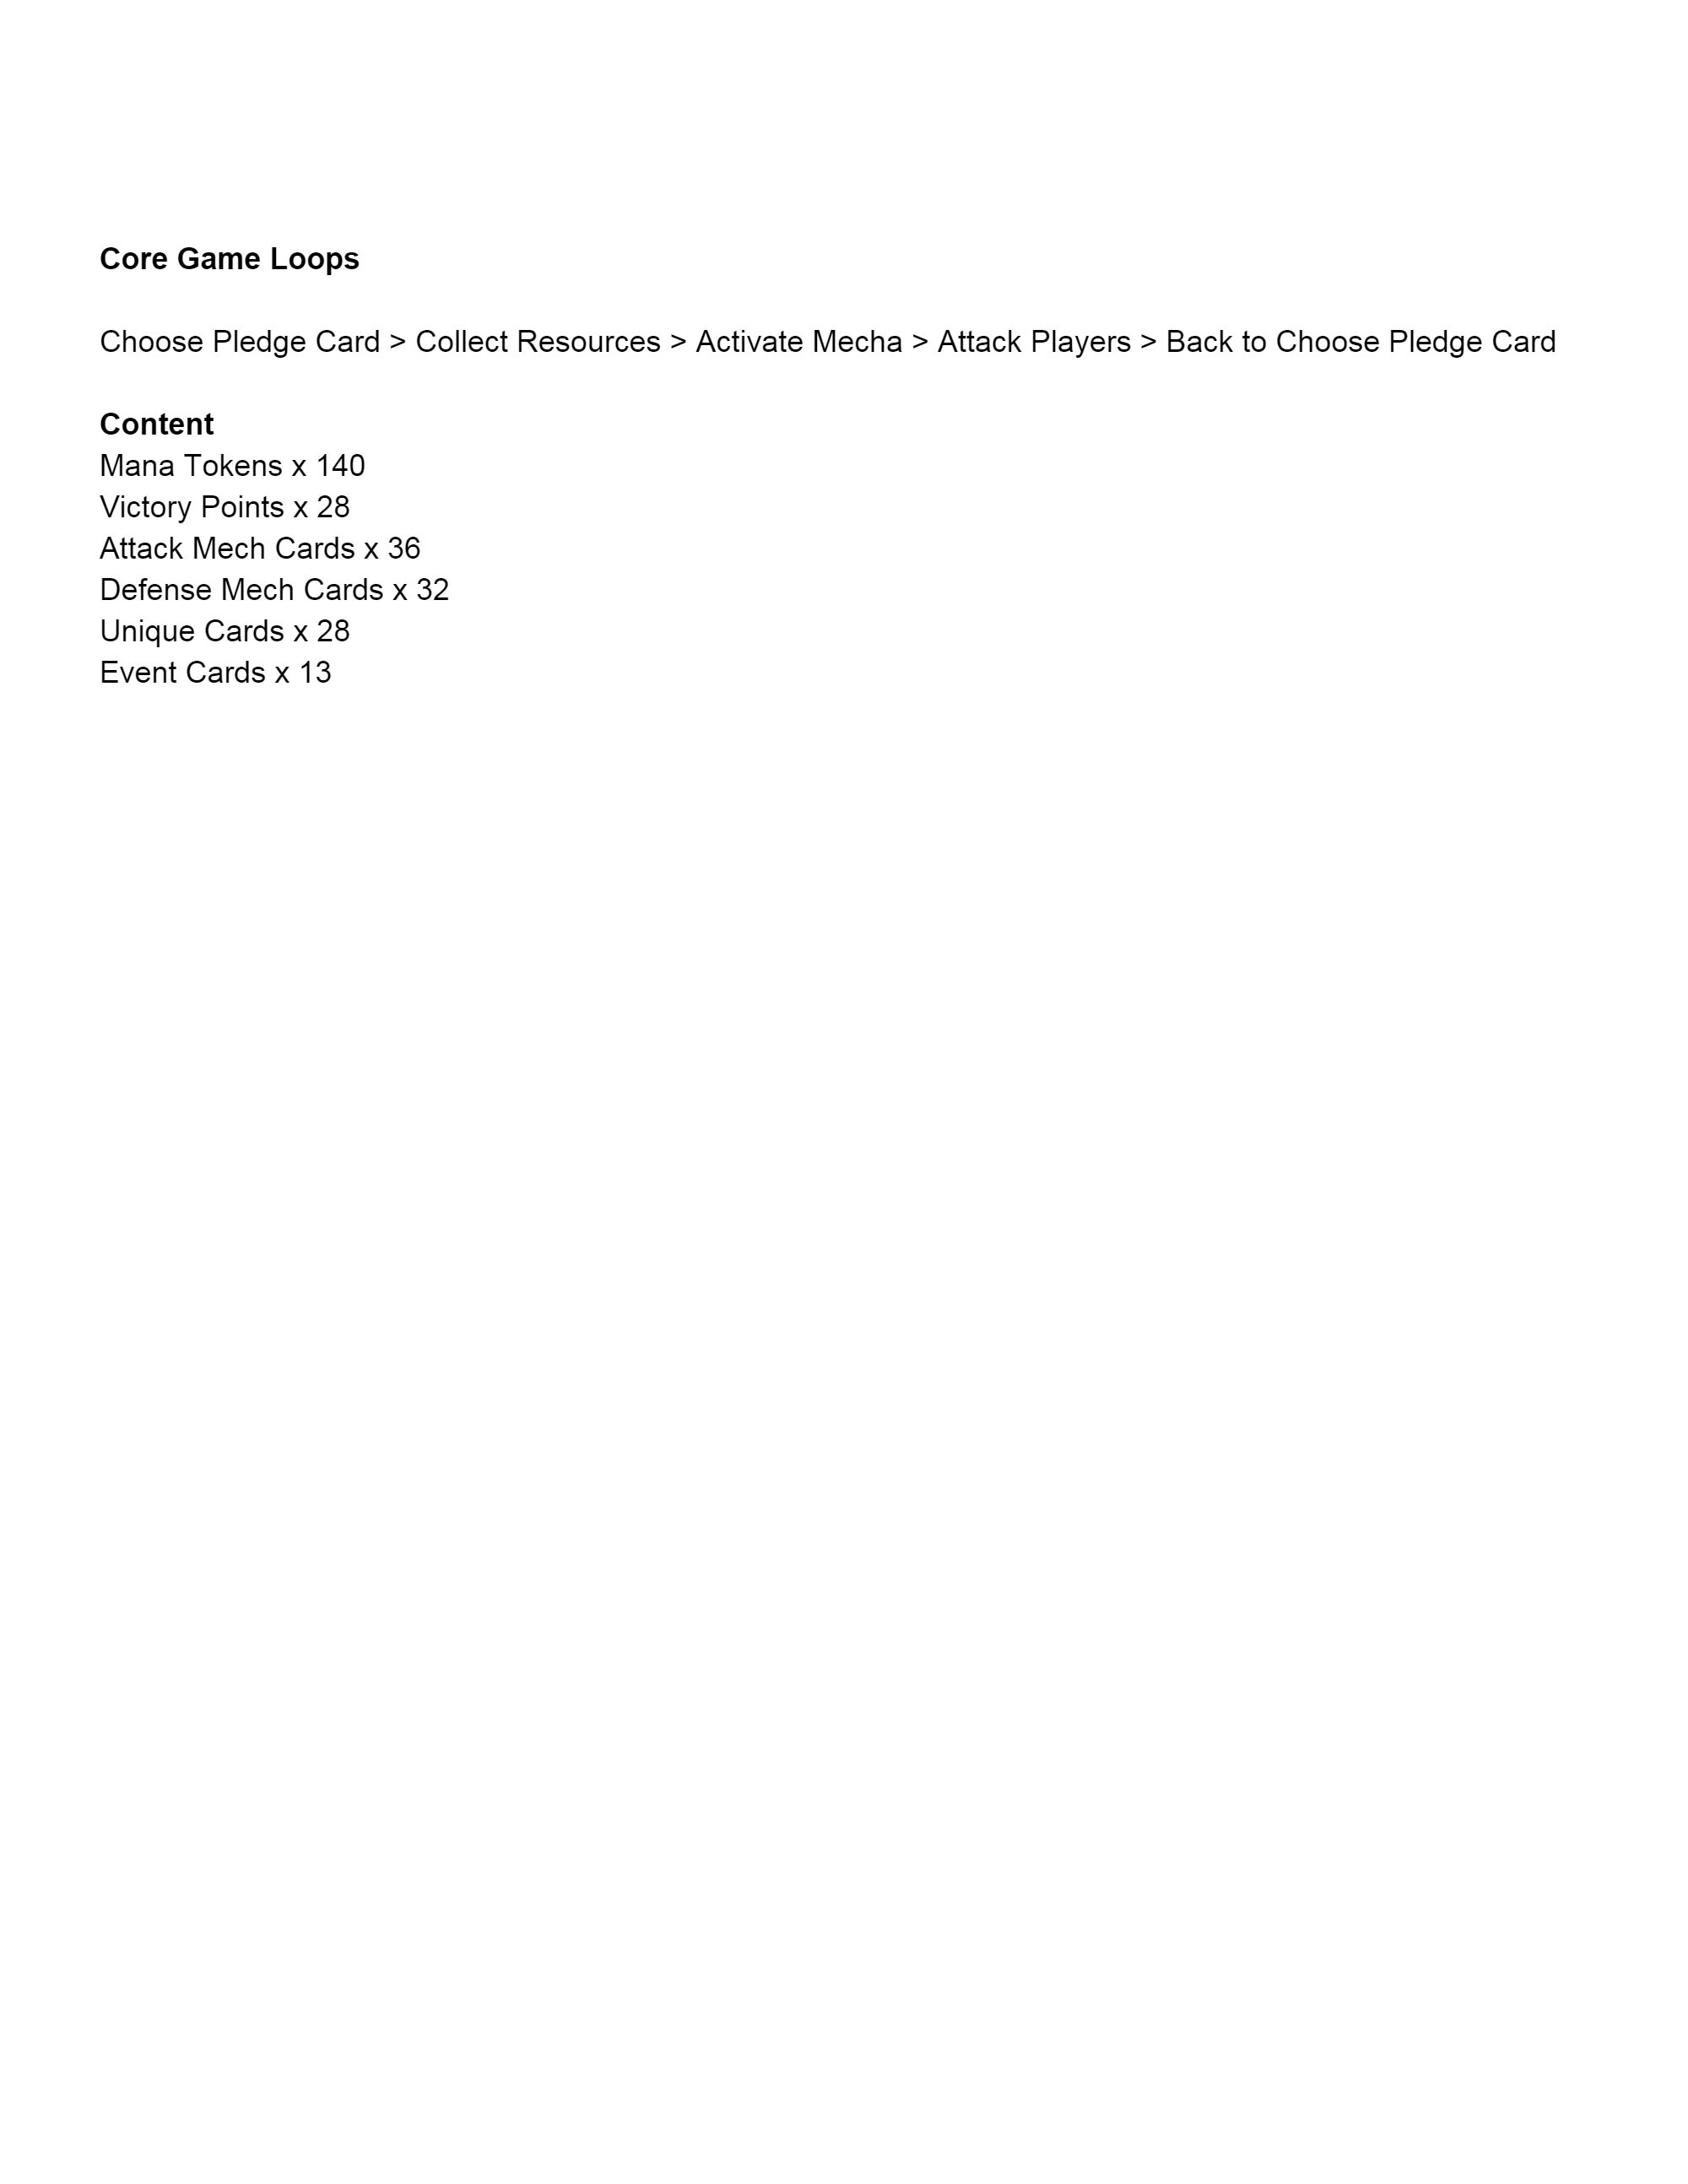 Core Game Loops
Choose Pledge Card > Collect Resources > Activate Mecha > Attack Players > Back to Choose Pledge Card
Content
Mana Tokens x 140
Victory Points x 28
Attack Mech Cards x 36
Defense Mech Cards x 32
Unique Cards x 28
Event Cards x 13